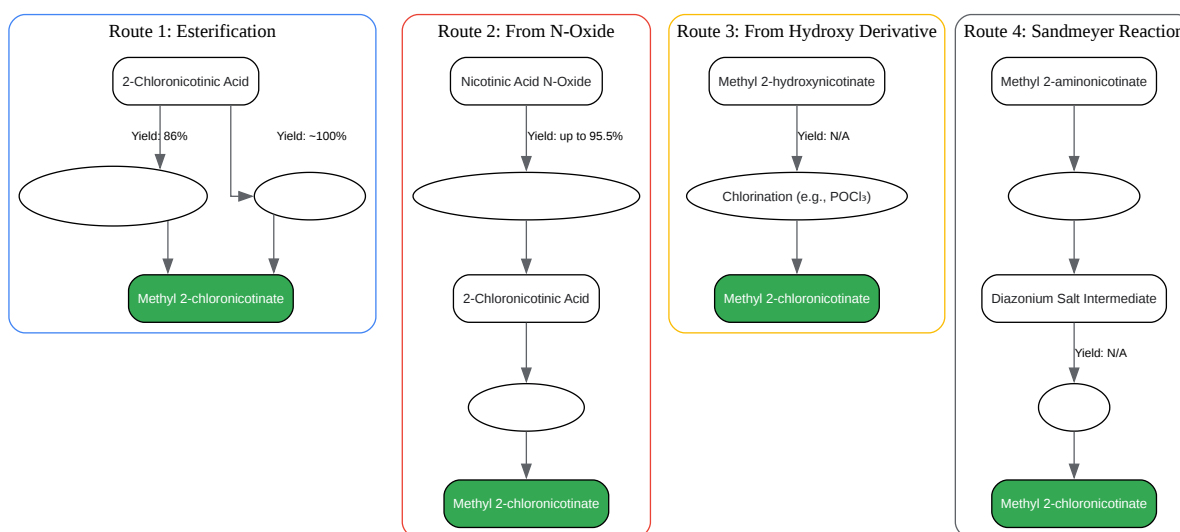 Route 1: Esterification
2-Chloronicotinic Acid
Yield: 86%
Yield: ~100%
Methyl 2-chloronicotinate
Route 2: From N-Oxide
Nicotinic Acid N-Oxide
Yield: up to 95.5%
2-Chloronicotinic Acid
Methyl 2-chloronicotinate
Route 3: From Hydroxy Derivative
Methyl 2-hydroxynicotinate
Yield: N/A
Chlorination (e.g., POCl₃)
Methyl 2-chloronicotinate
Route 4: Sandmeyer Reaction
Methyl 2-aminonicotinate
Diazonium Salt Intermediate
Yield: N/A
Methyl 2-chloronicotinate